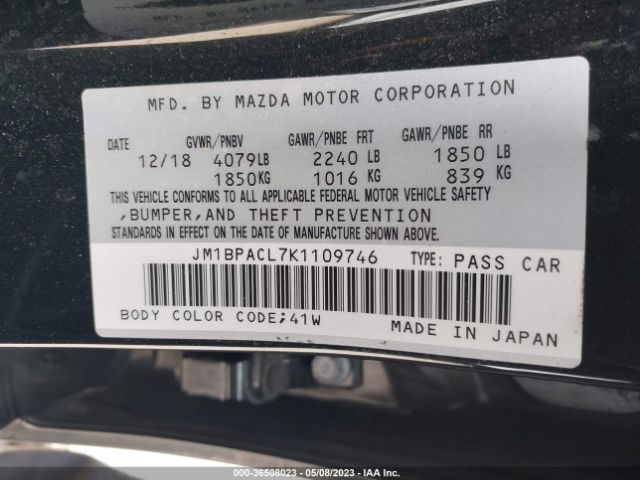 MFD. BY MAZDA MOTOR CORPORATION
DATE GVWR/PNBV GAWR/PNBE FRT GAWR/PNBE RR
12/18 4079LB 2240 LB 1850 LB
1850KG 1016 KG 839 KG
THIS VEHICLE CONFORMS TO ALL APPLICABLE FEDERAL MOTOR VEHICLE SAFETY
,BUMPER,AND THEFT PREVENTION
STANDARDS IN EFFECT ON THE DATE OF MANUFACTURE SHOWN ABOVE.
JM1BPACL7K1109746 TYPE: PASS CAR
BODY COLOR CODE;41W MADE IN JAPAN
000-36508023 - 05/08/2023 - IAA Inc.